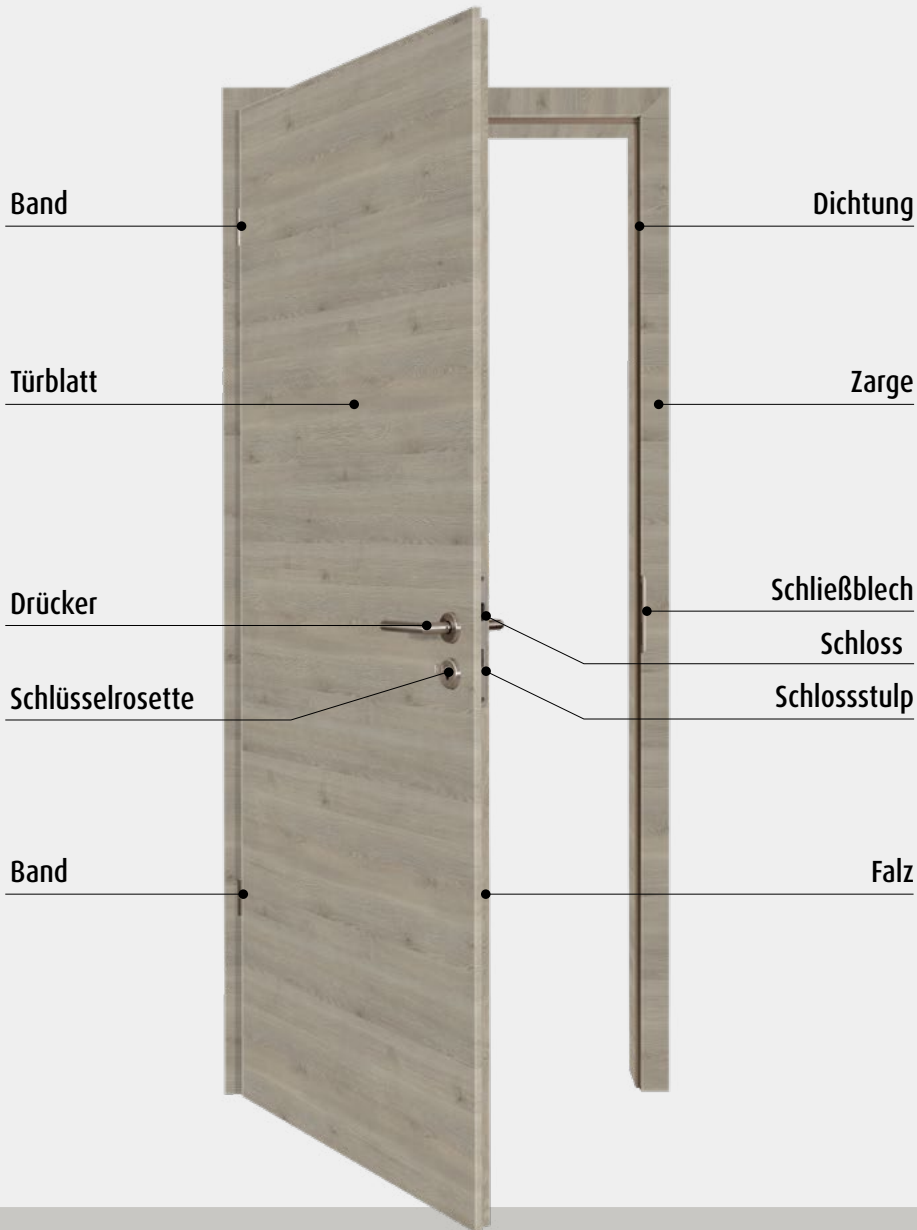 Band
Dichtung
Türblatt
Zarge
Drücker
Schließblech
Schloss
Schlüsselrosette
Schlossstulp
Band
Falz